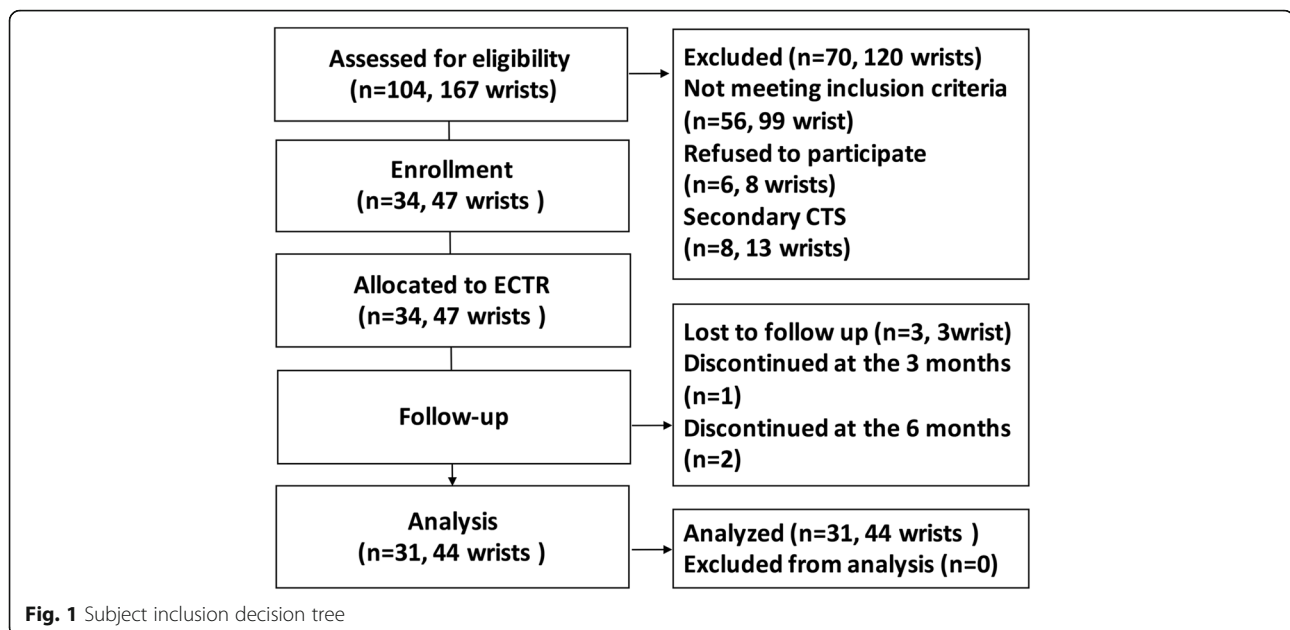 Assessed for eligibility
(n=104, 167 wrists)
Excluded (n=70, 120 wrists)
Not meeting inclusion criteria
(n=56, 99 wrist)
Refused to participate
(n=6, 8 wrists)
Secondary CTS
(n=8, 13 wrists)
Enrollment
(n=34, 47 wrists )
Allocated to ECTR
(n=34, 47 wrists )
Follow-up
Lost to follow up (n=3, 3wrist)
Discontinued at the 3 months
(n=1)
Discontinued at the 6 months
(n=2)
Analysis
(n=31, 44 wrists )
Analyzed (n=31, 44 wrists )
Excluded from analysis (n=0)
Fig. 1 Subject inclusion decision tree